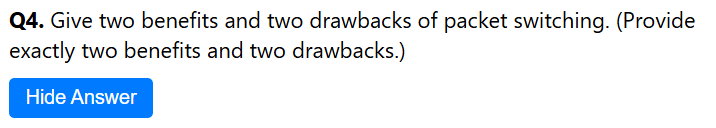 Q4. Give two benefits and two drawbacks of packet switching. (Provide
exactly two benefits and two drawbacks.)
Hide Answer